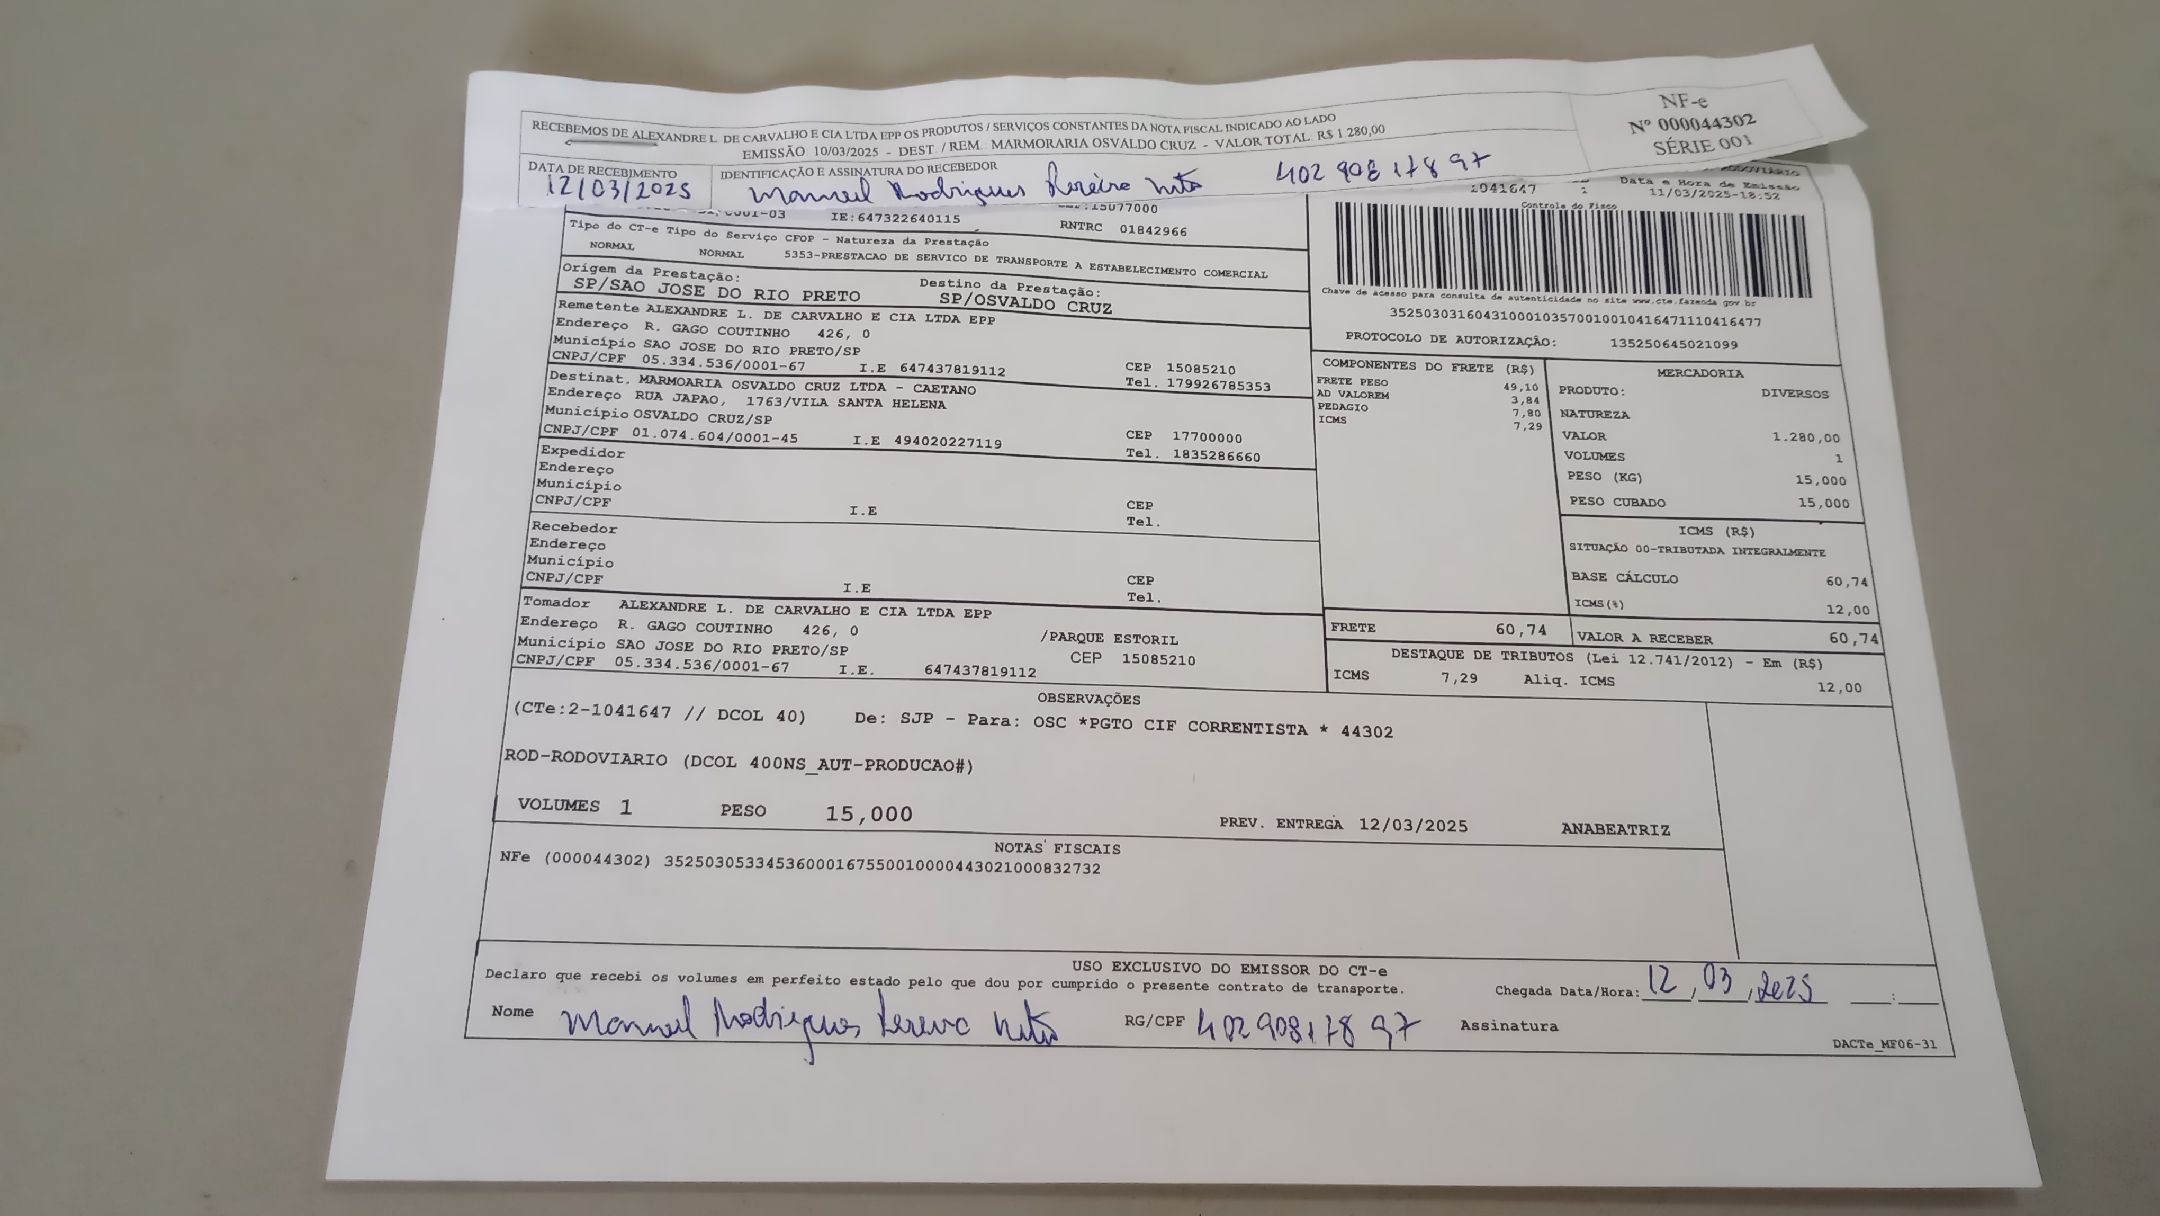 RECEBEMOS DE ALEXANDRE L. DE CARVALHO E CIA LTDA EPP OS PRODUTOS / SERVIÇOS CONSTANTES DA NOTA FISCAL INDICADO AO LADO
EMISSÃO: 10/03/2025 - DEST. / REM.: MARMORARIA OSVALDO CRUZ - VALOR TOTAL: R$ 1 280,00
NF-e
Nº 000044302
SÉRIE 001
DATA DE RECEBIMENTO
12/03/2025
IDENTIFICAÇÃO E ASSINATURA DO RECEBEDOR
Manuel Rodrigues Pereira Neto 402 908 178 97
1041647
Data e Hora de Emissão
11/03/2025-18:52
0001-03 IE:647322640115 15077000
RNTRC 01842966
Controle do Fisco
Tipo do CT-e Tipo do Serviço CFOP - Natureza da Prestação
NORMAL NORMAL 5353-PRESTACAO DE SERVICO DE TRANSPORTE A ESTABELECIMENTO COMERCIAL
Origem da Prestação: Destino da Prestação:
SP/SAO JOSE DO RIO PRETO SP/OSVALDO CRUZ
Chave de acesso para consulta de autenticidade no site www.cte.fazenda.gov.br
35250303160431000103570010010416471110416477
PROTOCOLO DE AUTORIZAÇÃO: 135250645021099
Remetente ALEXANDRE L. DE CARVALHO E CIA LTDA EPP
Endereço R. GAGO COUTINHO 426, 0
Município SAO JOSE DO RIO PRETO/SP CEP 15085210
CNPJ/CPF 05.334.536/0001-67 I.E 647437819112 Tel. 179926785353
Destinat. MARMOARIA OSVALDO CRUZ LTDA - CAETANO
Endereço RUA JAPAO, 1763/VILA SANTA HELENA
Município OSVALDO CRUZ/SP CEP 17700000
CNPJ/CPF 01.074.604/0001-45 I.E 494020227119 Tel. 1835286660
Expedidor
Endereço
Município CEP
CNPJ/CPF I.E Tel.
Recebedor
Endereço
Município CEP
CNPJ/CPF I.E Tel.
Tomador ALEXANDRE L. DE CARVALHO E CIA LTDA EPP
Endereço R. GAGO COUTINHO 426, 0 /PARQUE ESTORIL
Município SAO JOSE DO RIO PRETO/SP CEP 15085210
CNPJ/CPF 05.334.536/0001-67 I.E. 647437819112
COMPONENTES DO FRETE (R$)
FRETE PESO 49,10
AD VALOREM 3,84
PEDAGIO 7,80
ICMS 7,29
MERCADORIA
PRODUTO: DIVERSOS
NATUREZA
VALOR 1.280,00
VOLUMES 1
PESO (KG) 15,000
PESO CUBADO 15,000
ICMS (R$)
SITUAÇÃO 00-TRIBUTADA INTEGRALMENTE
BASE CÁLCULO 60,74
ICMS(%) 12,00
FRETE 60,74 VALOR A RECEBER 60,74
DESTAQUE DE TRIBUTOS (Lei 12.741/2012) - Em (R$)
ICMS 7,29 Aliq. ICMS 12,00
OBSERVAÇÕES
(CTe:2-1041647 // DCOL 40) De: SJP - Para: OSC *PGTO CIF CORRENTISTA * 44302
ROD-RODOVIARIO (DCOL 400NS_AUT-PRODUCAO#)
VOLUMES 1 PESO 15,000 PREV. ENTREGA 12/03/2025 ANABEATRIZ
NOTAS FISCAIS
NFe (000044302) 35250305334536000167550010000443021000832732
USO EXCLUSIVO DO EMISSOR DO CT-e
Declaro que recebi os volumes em perfeito estado pelo que dou por cumprido o presente contrato de transporte. Chegada Data/Hora: 12,03,2025 :
Nome Manuel Rodrigues Pereira Neto RG/CPF 402 908178 97 Assinatura
DACTe_MF06-31